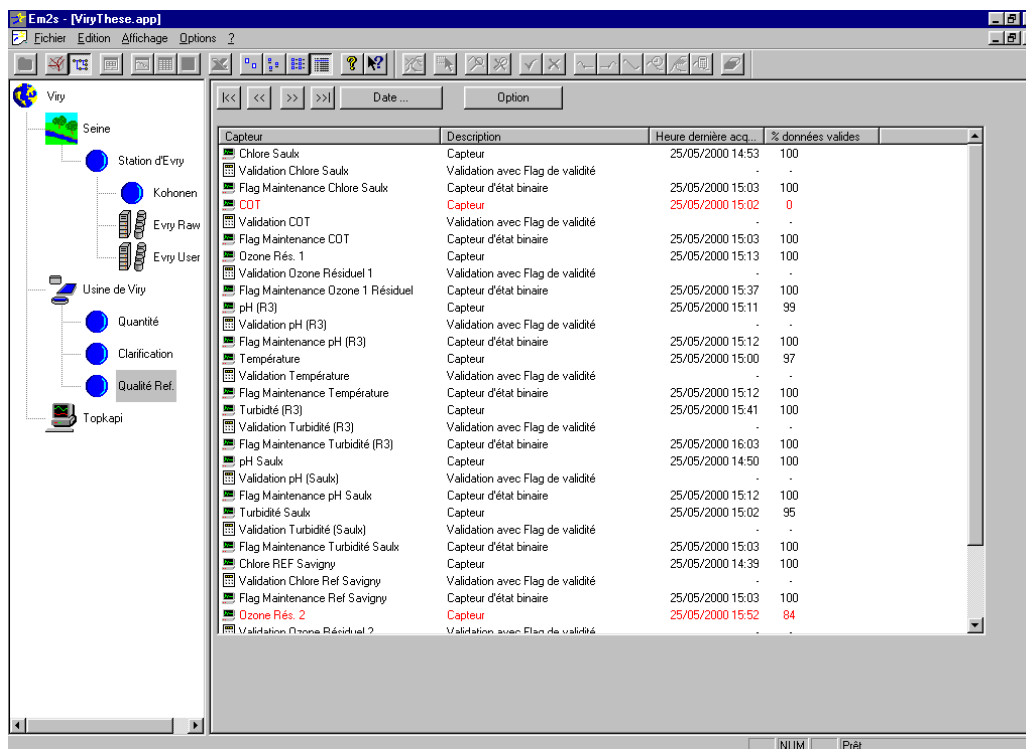 Em2s - [ViryThese.app]
Fichier Edition Affichage Options ?
Viry
Seine
Station d'Evry
Kohonen
Evry Raw
Evry User
Usine de Viry
Quantité
Clarification
Qualité Ref.
Topkapi
|<< << >> >>| Date ... Option
Capteur Description Heure dernière acq... % données valides
Chlore Saulx Capteur 25/05/2000 14:53 100
Validation Chlore Saulx Validation avec Flag de validité - -
Flag Maintenance Chlore Saulx Capteur d'état binaire 25/05/2000 15:03 100
COT Capteur 25/05/2000 15:02 0
Validation COT Validation avec Flag de validité - -
Flag Maintenance COT Capteur d'état binaire 25/05/2000 15:03 100
Ozone Rés. 1 Capteur 25/05/2000 15:13 100
Validation Ozone Résiduel 1 Validation avec Flag de validité - -
Flag Maintenance Ozone 1 Résiduel Capteur d'état binaire 25/05/2000 15:37 100
pH (R3) Capteur 25/05/2000 15:11 99
Validation pH (R3) Validation avec Flag de validité - -
Flag Maintenance pH (R3) Capteur d'état binaire 25/05/2000 15:12 100
Température Capteur 25/05/2000 15:00 97
Validation Température Validation avec Flag de validité - -
Flag Maintenance Température Capteur d'état binaire 25/05/2000 15:12 100
Turbidté (R3) Capteur 25/05/2000 15:41 100
Validation Turbidité (R3) Validation avec Flag de validité - -
Flag Maintenance Turbidité (R3) Capteur d'état binaire 25/05/2000 16:03 100
pH Saulx Capteur 25/05/2000 14:50 100
Validation pH (Saulx) Validation avec Flag de validité - -
Flag Maintenance pH Saulx Capteur d'état binaire 25/05/2000 15:12 100
Turbidité Saulx Capteur 25/05/2000 15:02 95
Validation Turbidité (Saulx) Validation avec Flag de validité - -
Flag Maintenance Turbidité Saulx Capteur d'état binaire 25/05/2000 15:03 100
Chlore REF Savigny Capteur 25/05/2000 14:39 100
Validation Chlore Ref Savigny Validation avec Flag de validité - -
Flag Maintenance Ref Savigny Capteur d'état binaire 25/05/2000 15:03 100
Ozone Rés. 2 Capteur 25/05/2000 15:52 84
Validation Ozone Résiduel 2 Validation avec Flag de validité - -
NUM Prêt